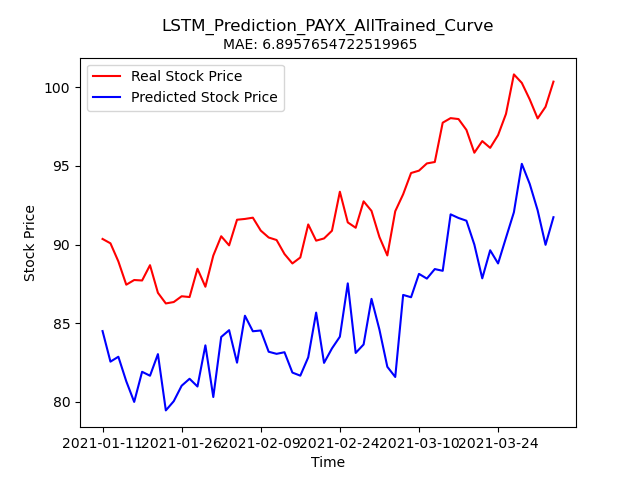 LSTM_Prediction_PAYX_AllTrained_Curve
MAE: 6.8957654722519965
Real Stock Price
Predicted Stock Price
Stock Price
100
95
90
85
80
2021-01-11 2021-01-26 2021-02-09 2021-02-24 2021-03-10 2021-03-24
Time